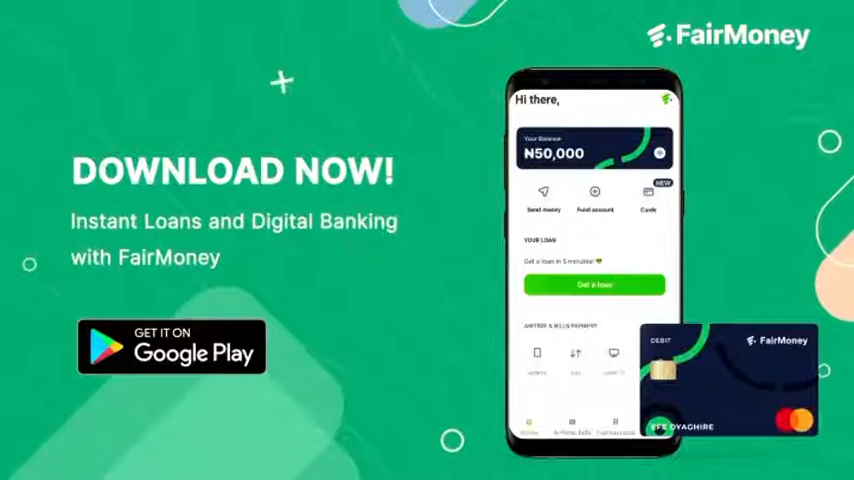 FairMoney
DOWNLOAD NOW!
Instant Loans and Digital Banking
with FairMoney
GET IT ON
Google Play
Hi there,
Your Balance
₦50,000
NEW
Send money
Fund account
Cards
YOUR LOAN
Get a loan in 5 minutes!
Get a loan
AIRTIME & BILLS PAYMENT
DEBIT
FairMoney
EFE OYAGHIRE